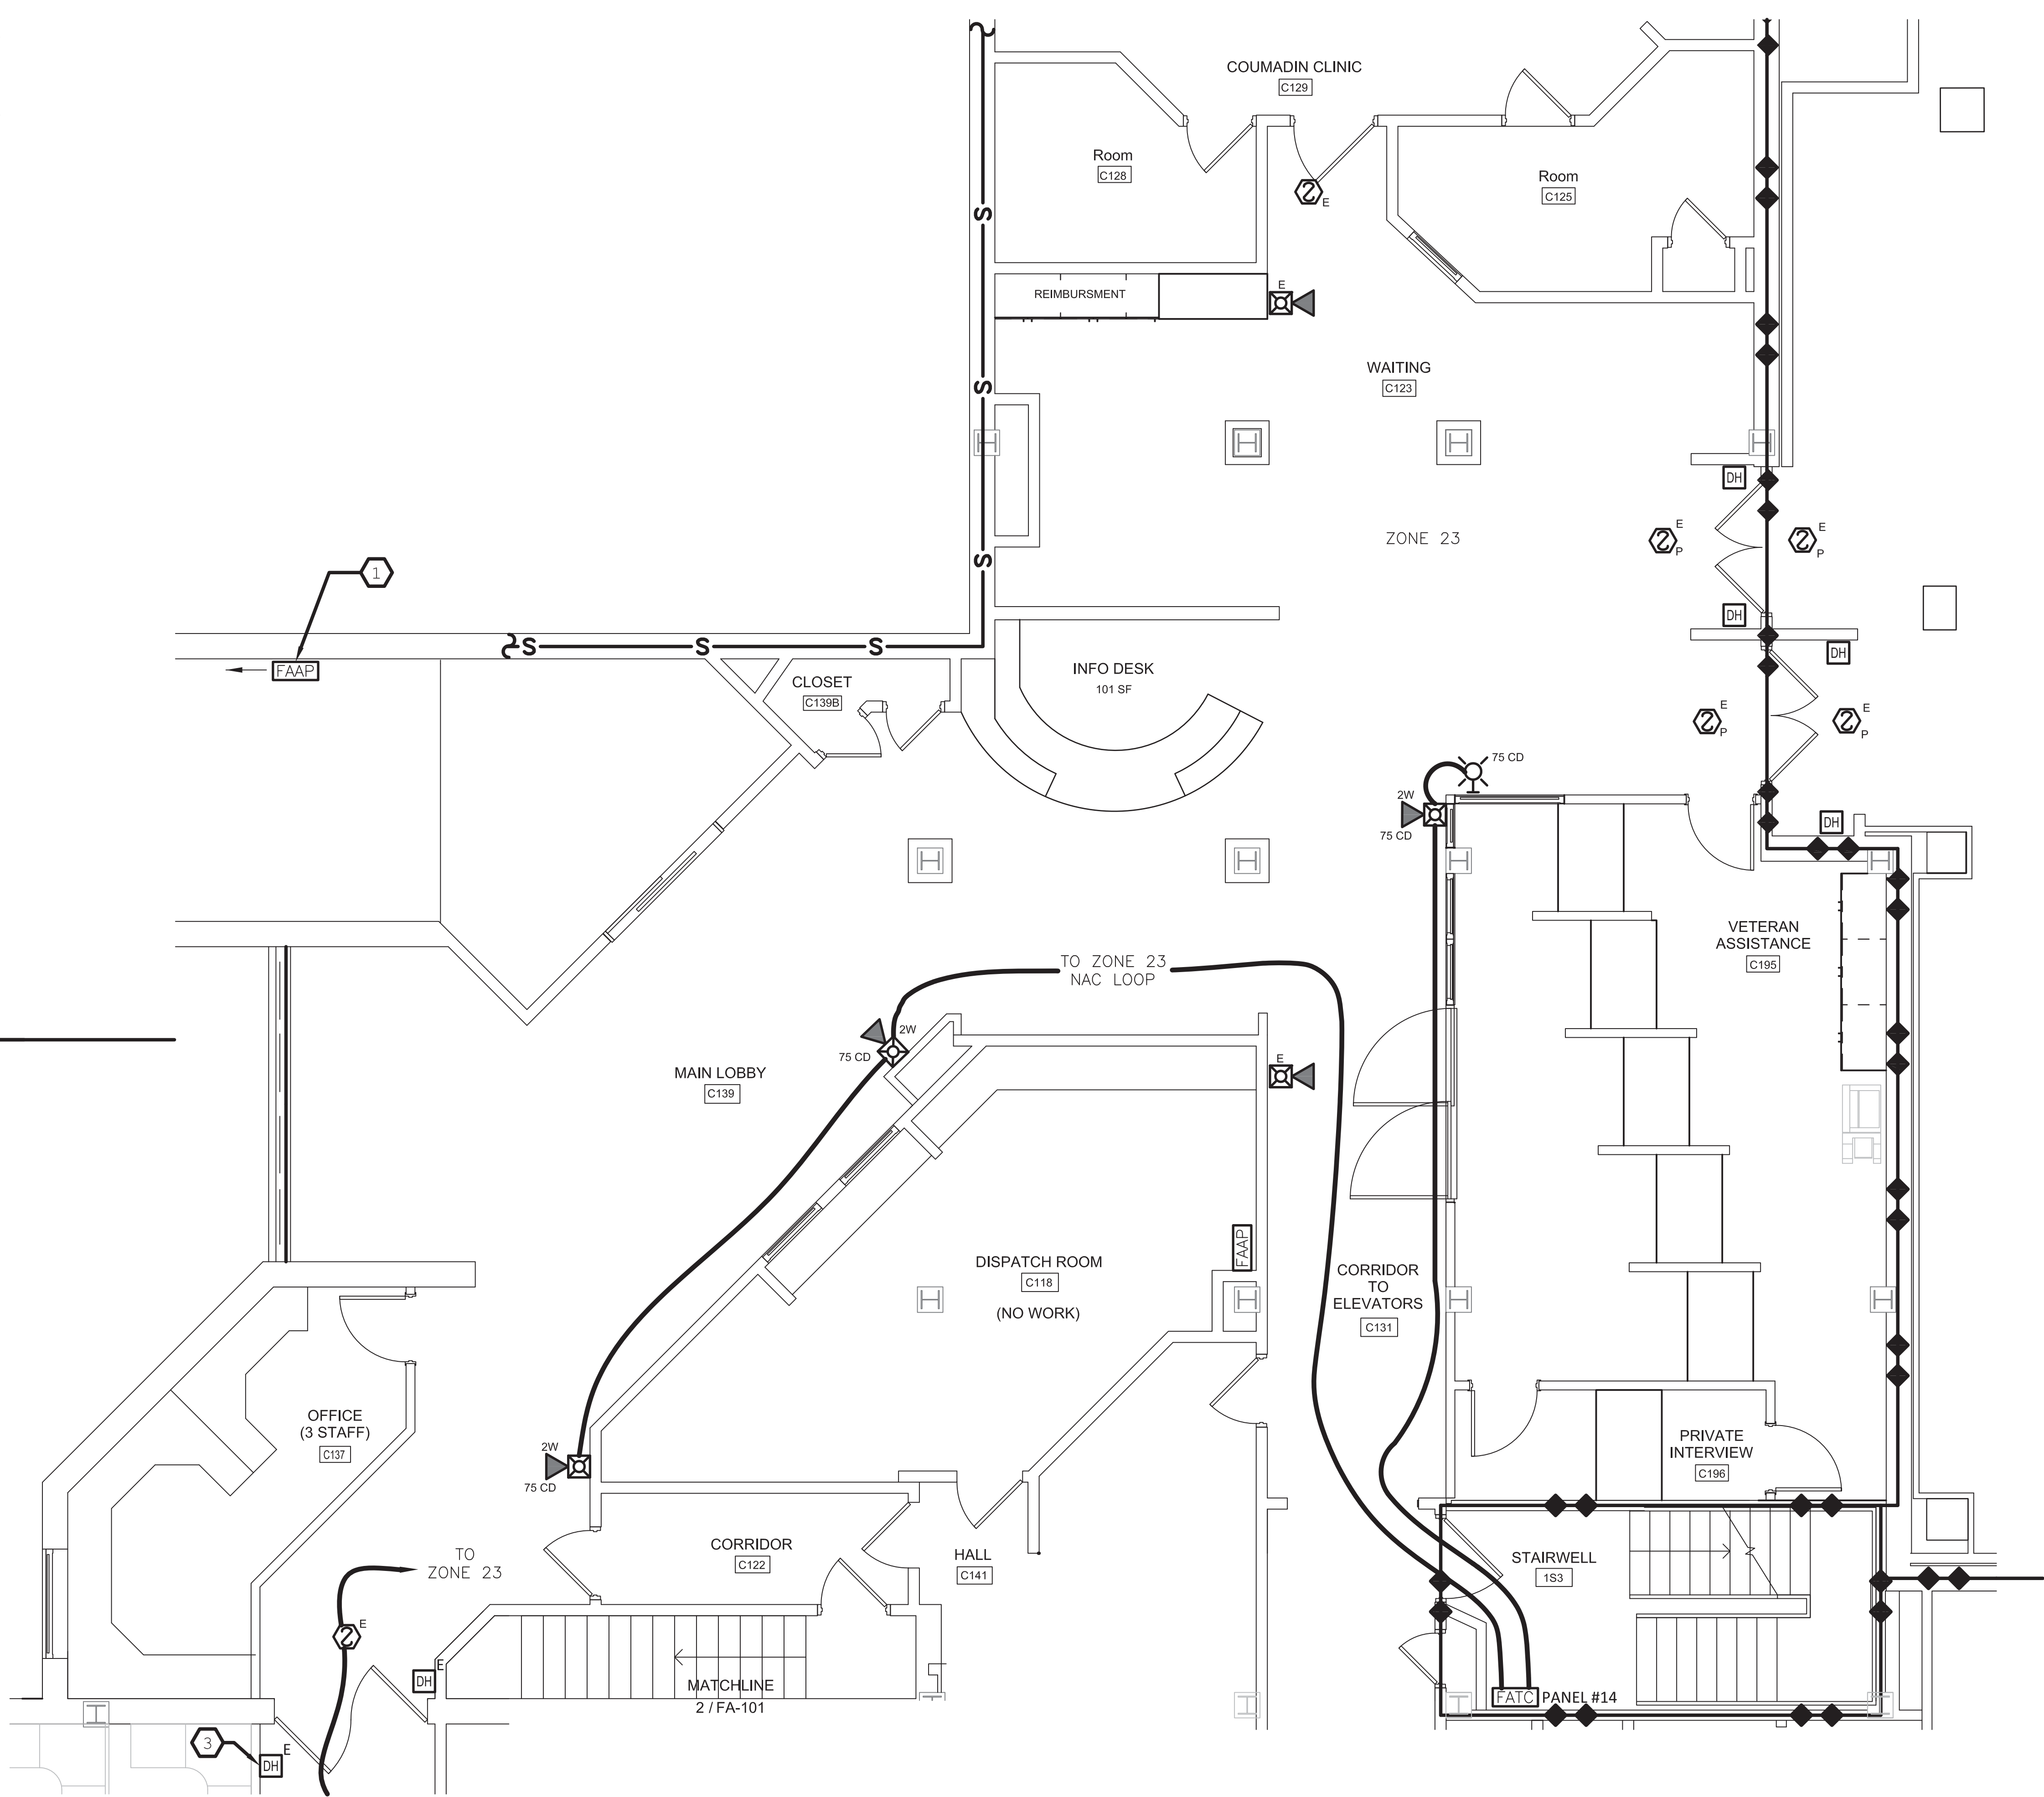 COUMADIN CLINIC
C129
Room
C128
Room
C125
E
REIMBURSMENT
E
WAITING
C123
S
S
S
H
H
H
H
DH
ZONE 23
E
P
E
P
1
FAAP
S
S
S
DH
DH
CLOSET
C139B
INFO DESK
101 SF
E
P
E
P
75 CD
2W
75 CD
DH
H
H
H
H
VETERAN
ASSISTANCE
C195
TO ZONE 23
NAC LOOP
2W
75 CD
MAIN LOBBY
C139
E
FAAP
DISPATCH ROOM
C118
(NO WORK)
H
H
H
H
CORRIDOR
TO
ELEVATORS
C131
OFFICE
(3 STAFF)
C137
2W
75 CD
PRIVATE
INTERVIEW
C196
CORRIDOR
C122
HALL
C141
STAIRWELL
1S3
TO
ZONE 23
E
E
DH
MATCHLINE
2 / FA-101
FATC PANEL #14
H
H
H
H
H
3
DH
E